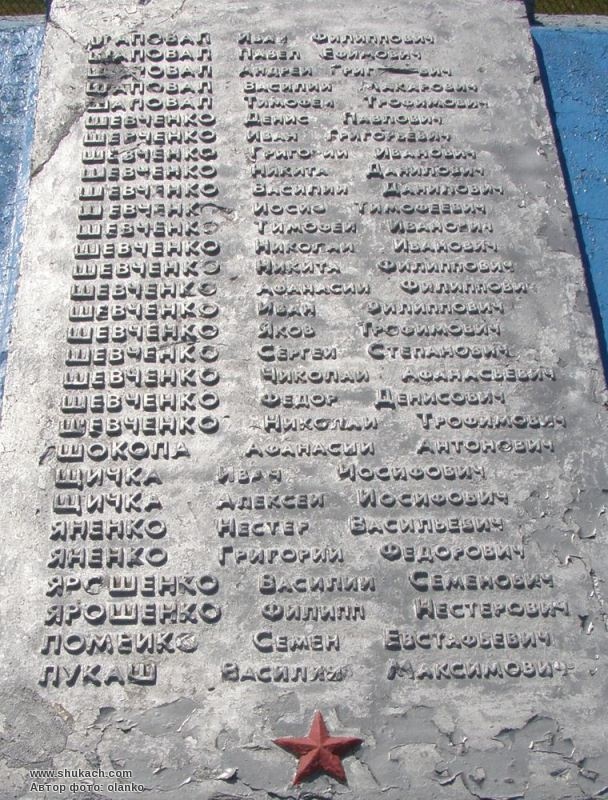 ШАПОВАЛ ИВАН ФИЛИППОВИЧ
ШАПОВАЛ ПАВЕЛ ЕФИМОВИЧ
ШАПОВАЛ АНДРЕЙ ГРИГОРЬЕВИЧ
ШАПОВАЛ ВАСИЛИЙ МАКАРОВИЧ
ШАПОВАЛ ТИМОФЕЙ ТРОФИМОВИЧ
ШЕВЧЕНКО ДЕНИС ПАВЛОВИЧ
ШЕВЧЕНКО ИВАН ГРИГОРЬЕВИЧ
ШЕВЧЕНКО ГРИГОРИЙ ИВАНОВИЧ
ШЕВЧЕНКО НИКИТА ДАНИЛОВИЧ
ШЕВЧЕНКО ВАСИЛИЙ ДАНИЛОВИЧ
ШЕВЧЕНКО ИОСИФ ТИМОФЕЕВИЧ
ШЕВЧЕНКО ТИМОФЕЙ ИВАНОВИЧ
ШЕВЧЕНКО НИКОЛАЙ ИВАНОВИЧ
ШЕВЧЕНКО НИКИТА ФИЛИППОВИЧ
ШЕВЧЕНКО АФАНАСИЙ ФИЛИППОВИЧ
ШЕВЧЕНКО ИВАН ФИЛИППОВИЧ
ШЕВЧЕНКО ЯКОВ ТРОФИМОВИЧ
ШЕВЧЕНКО СЕРГЕЙ СТЕПАНОВИЧ
ШЕВЧЕНКО НИКОЛАЙ АФАНАСЬЕВИЧ
ШЕВЧЕНКО ФЕДОР ДЕНИСОВИЧ
ШЕВЧЕНКО НИКОЛАЙ ТРОФИМОВИЧ
ШОКОЛА АФАНАСИЙ АНТОНОВИЧ
ЩИЧКА ИВАН ИОСИФОВИЧ
ЩИЧКА АЛЕКСЕЙ ИОСИФОВИЧ
ЯНЕНКО НЕСТЕР ВАСИЛЬЕВИЧ
ЯНЕНКО ГРИГОРИЙ ФЕДОРОВИЧ
ЯРОШЕНКО ВАСИЛИЙ СЕМЕНОВИЧ
ЯРОШЕНКО ФИЛИПП НЕСТЕРОВИЧ
ЛОМЕЙКО СЕМЕН ЕВСТАФЬЕВИЧ
ЛУКАШ ВАСИЛИЙ МАКСИМОВИЧ
www.shukach.com
Автор фото: olanko